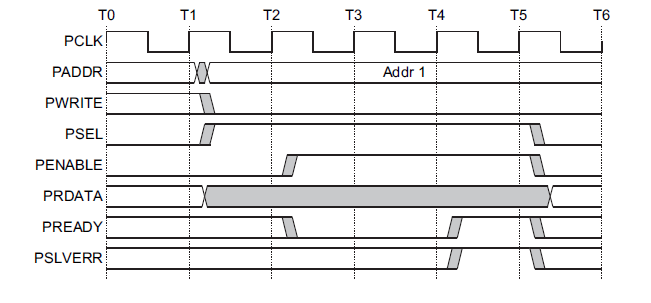 T0 T1 T2 T3 T4 T5 T6
PCLK
PADDR Addr 1
PWRITE
PSEL
PENABLE
PRDATA
PREADY
PSLVERR